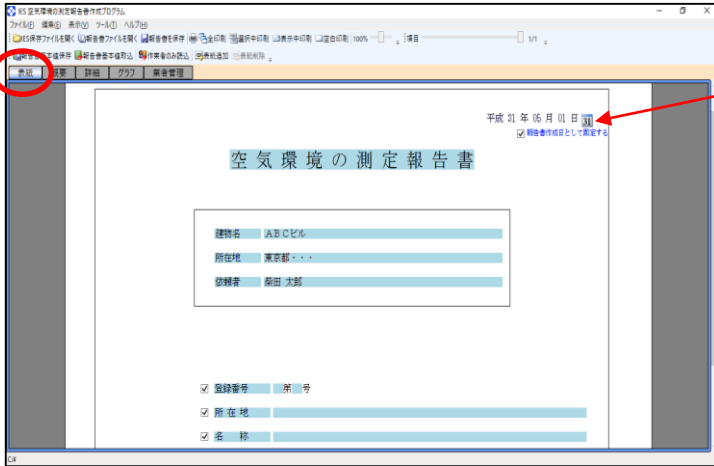 IES 空気環境の測定報告書作成プログラム
ファイル(F) 編集(E) 表示(V) ツール(T) ヘルプ(H)
IES保存ファイルを開く 報告書ファイルを開く 報告書を保存 全印刷 選択中印刷 表示中印刷 空白印刷 100% 項目 1/1
報告書基本値保存 報告書基本値取込 作業者のみ読込 表紙追加 表紙削除
表紙 概要 詳細 グラフ 業者管理
平成 31 年 05 月 01 日 31
報告書作成日として固定する
空気環境の測定報告書
建物名 ABCビル
所在地 東京都・・・
依頼者 柴田 太郎
登録番号 第 号
所在地
名 称